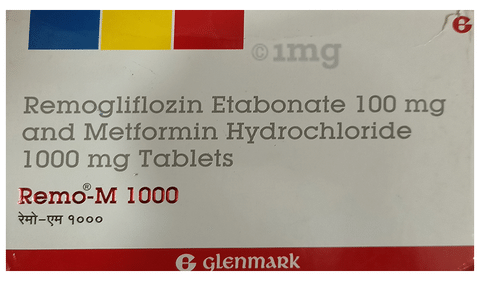 1mg
Remogliflozin Etabonate 100 mg
and Metformin Hydrochloride
1000 mg Tablets
Remo®-M 1000
रेमो-एम १०००
GLENMARK